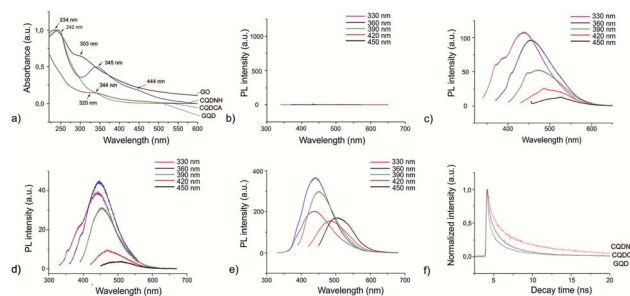 234 nm
242 nm
303 nm
345 nm
344 nm
320 nm
444 nm
GO
CQDNH
CQDCA
GQD
Absorbance (a.u.)
1,0
0,5
0,0
250 300 350 400 450 500 550 600
Wavelength (nm)
a)
330 nm
360 nm
390 nm
420 nm
450 nm
PL intensity (a.u.)
1000
500
0
300 400 500 600 700
Wavelength (nm)
b)
330 nm
360 nm
390 nm
420 nm
450 nm
PL intensity (a.u.)
100
50
0
400 500 600
Wavelength (nm)
c)
330 nm
360 nm
390 nm
420 nm
450 nm
PL intensity (a.u.)
40
20
0
300 400 500 600 700
Wavelength (nm)
d)
330 nm
360 nm
390 nm
420 nm
450 nm
PL intensity (a.u.)
400
200
0
300 400 500 600 700
Wavelength (nm)
e)
Normalized intensity (a.u.)
1,0
0,5
0,0
0 5 10 15 20
Decay time (ns)
CQDN
GQD
f)